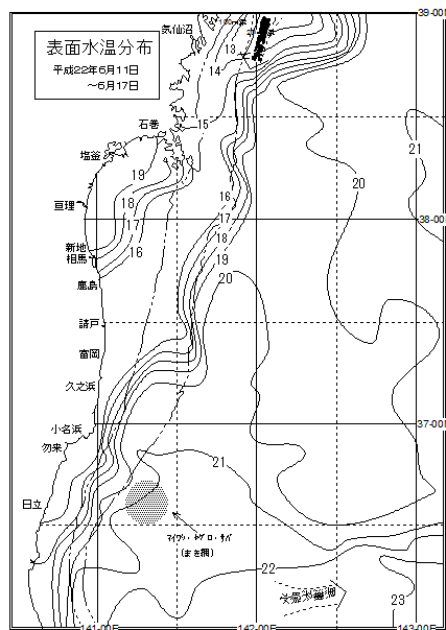 表面水温分布
平成22年6月11日
～6月17日
気仙沼
39-00N
13
14
石巻
15
塩釜
21
20
19
18
亘理
17
16
16
17
38-00
新地
相馬
18
19
鹿島
20
請戸
富岡
久之浜
小名浜
37-00
勿来
21
日立
(まき網)
22
23
141-00E
142-00E
143-00E